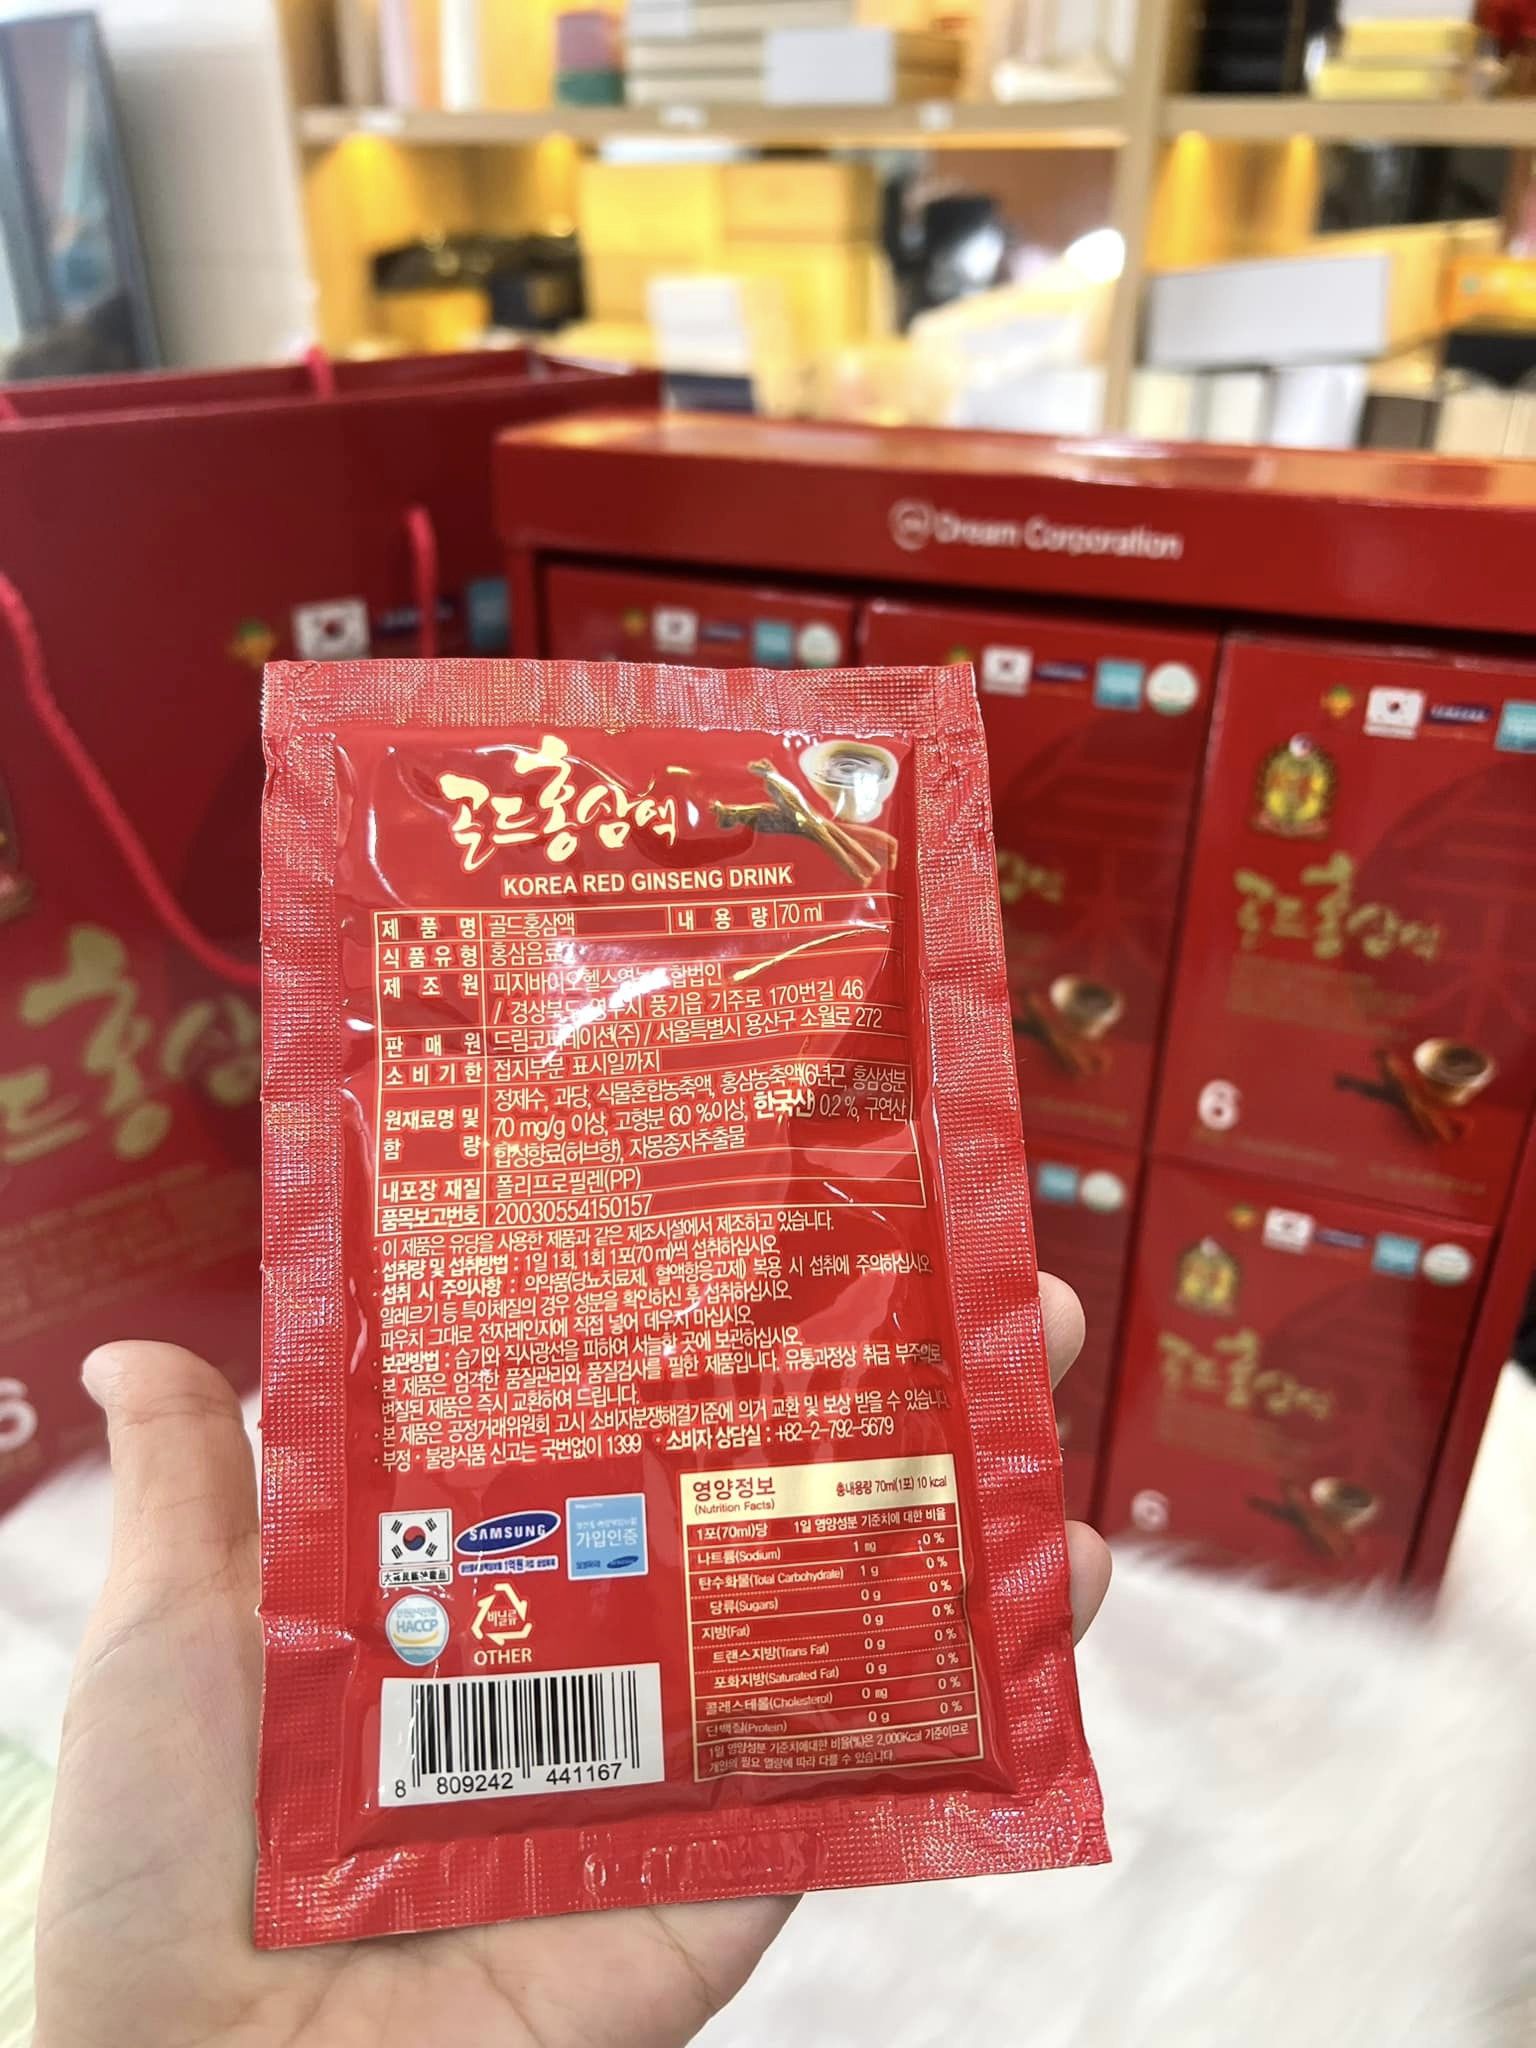 Dream Corporation
골드홍삼액
KOREA RED GINSENG DRINK
제품명 골드홍삼액 내용량 70 ml
식품유형 홍삼음료
제조원 피지바이오헬스영농 합법인
/ 경상북도 영주시 풍기읍 기주로 170번길 46
판매원 드림코퍼레이션(주) / 서울특별시 용산구 소월로 272
소비기한 접지부분 표시일까지
원재료명 및 함량 정제수, 과당, 식물혼합농축액, 홍삼농축액(6년근, 홍삼성분
70 mg/g 이상, 고형분 60 %이상, 한국산) 0.2 %, 구연산,
합성향료(허브향), 자몽종자추출물
내포장 재질 폴리프로필렌(PP)
품목보고번호 20030554150157
· 이 제품은 유당을 사용한 제품과 같은 제조시설에서 제조하고 있습니다.
· 섭취량 및 섭취방법 : 1일 1회, 1회 1포(70 ml)씩 섭취하십시오.
· 섭취 시 주의사항 : 의약품(당뇨치료제, 혈액항응고제) 복용 시 섭취에 주의하십시오.
알레르기 등 특이체질의 경우 성분을 확인하신 후 섭취하십시오.
파우치 그대로 전자레인지에 직접 넣어 데우지 마십시오.
· 보관방법 : 습기와 직사광선을 피하여 서늘한 곳에 보관하십시오.
· 본 제품은 엄격한 품질관리와 품질검사를 필한 제품입니다. 유통과정상 취급 부주의로
변질된 제품은 즉시 교환하여 드립니다.
· 본 제품은 공정거래위원회 고시 소비자분쟁해결기준에 의거 교환 및 보상 받을 수 있습니다.
· 부정 · 불량식품 신고는 국번없이 1399 · 소비자 상담실 : +82-2-792-5679
SAMSUNG
가입인증
HACCP
비닐류
OTHER
8 809242 441167
영양정보 총내용량 70ml(1포) 10 kcal
(Nutrition Facts)
1포(70ml)당 1일 영양성분 기준치에 대한 비율
나트륨(Sodium) 1 mg 0 %
탄수화물(Total Carbohydrate) 1 g 0 %
당류(Sugars) 0 g 0 %
지방(Fat) 0 g 0 %
트랜스지방(Trans Fat) 0 g 0 %
포화지방(Saturated Fat) 0 g 0 %
콜레스테롤(Cholesterol) 0 mg 0 %
단백질(Protein) 0 g 0 %
1일 영양성분 기준치에대한 비율(%)은 2,000Kcal 기준이므로
개인의 필요 열량에 따라 다를 수 있습니다.
골드홍삼액
6
골드홍삼액
6